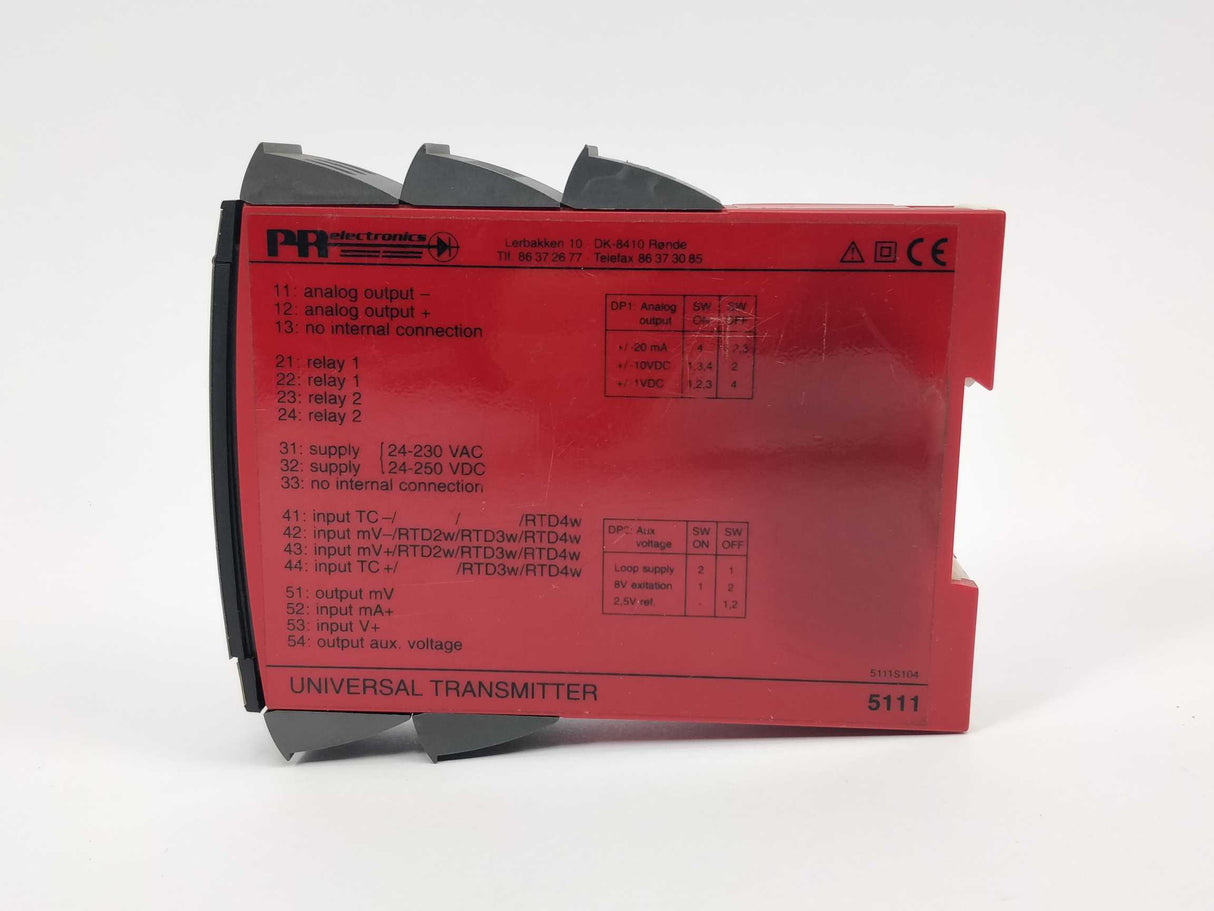 PR electronics
Lerbakken 10 · DK-8410 Rønde
Tlf. 86 37 26 77 · Telefax 86 37 30 85
CE
11: analog output –
12: analog output +
13: no internal connection
21: relay 1
22: relay 1
23: relay 2
24: relay 2
31: supply 24-230 VAC
32: supply 24-250 VDC
33: no internal connection
41: input TC –/ / /RTD4w
42: input mV–/RTD2w/RTD3w/RTD4w
43: input mV+/RTD2w/RTD3w/RTD4w
44: input TC +/ /RTD3w/RTD4w
51: output mV
52: input mA+
53: input V+
54: output aux. voltage
DP1: Analog SW SW
output ON OFF
+/-20 mA 4
+/-10VDC 1,3,4 2
+/-1VDC 1,2,3 4
DP2: Aux SW SW
voltage ON OFF
Loop supply 2 1
8V exitation 1 2
2,5V ref. - 1,2
5111S104
UNIVERSAL TRANSMITTER 5111